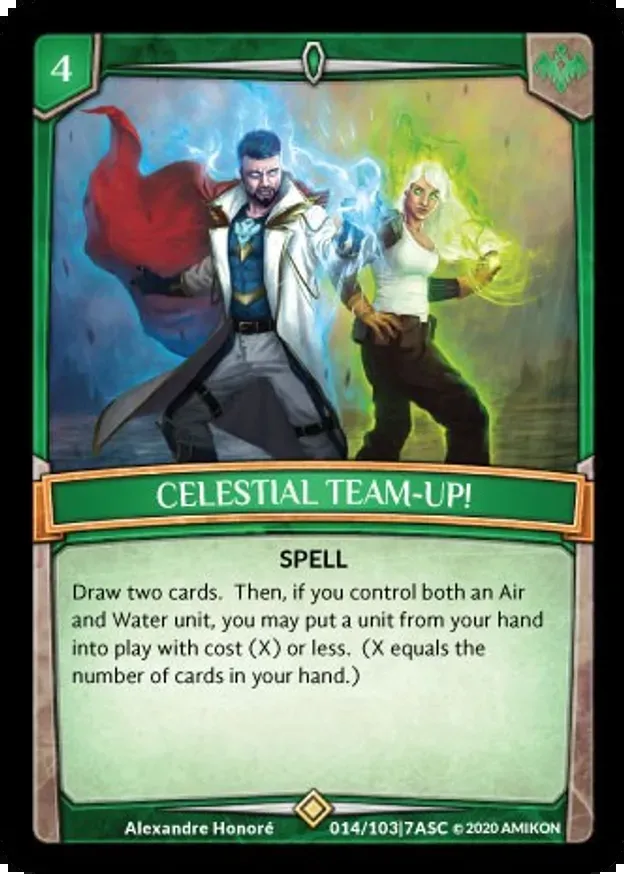 4
CELESTIAL TEAM-UP!
SPELL
Draw two cards. Then, if you control both an Air
and Water unit, you may put a unit from your hand
into play with cost (X) or less. (X equals the
number of cards in your hand.)
Alexandre Honoré 014/103|7ASC © 2020 AMIKON